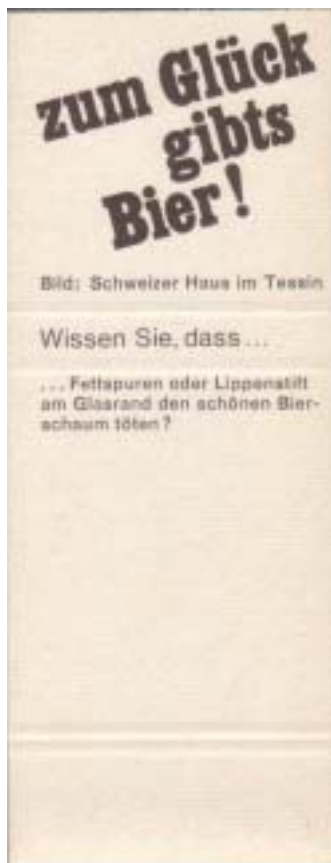 zum Glück
gibts
Bier!
Bild: Schweizer Haus im Tessin
Wissen Sie, dass ...
... Fettspuren oder Lippenstift
am Glasrand den schönen Bier-
schaum töten?